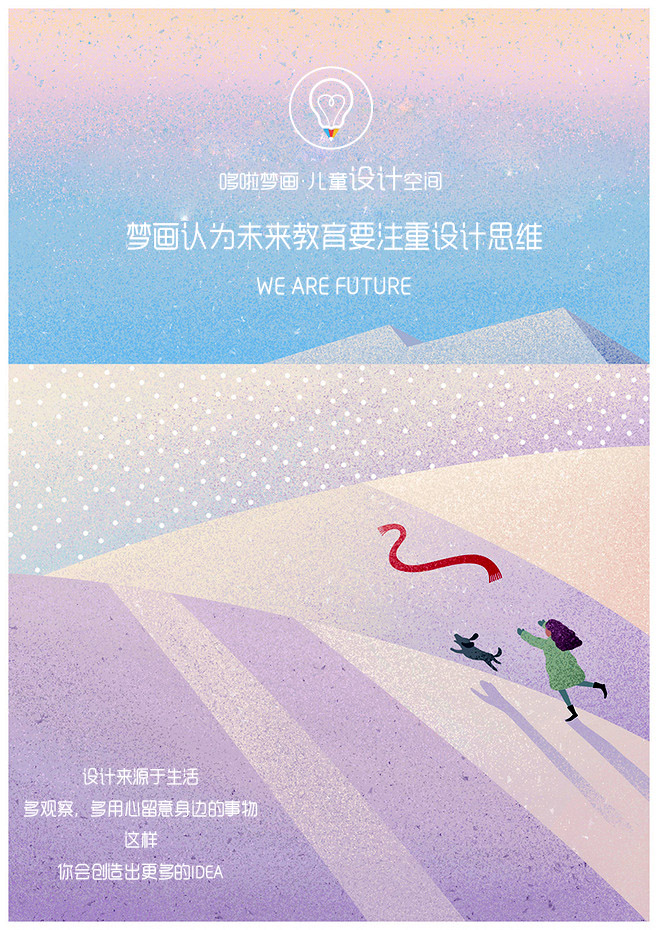 哆啦梦画·儿童设计空间
梦画认为未来教育要注重设计思维
WE ARE FUTURE
设计来源于生活
多观察，多用心留意身边的事物
这样
你会创造出更多的IDEA